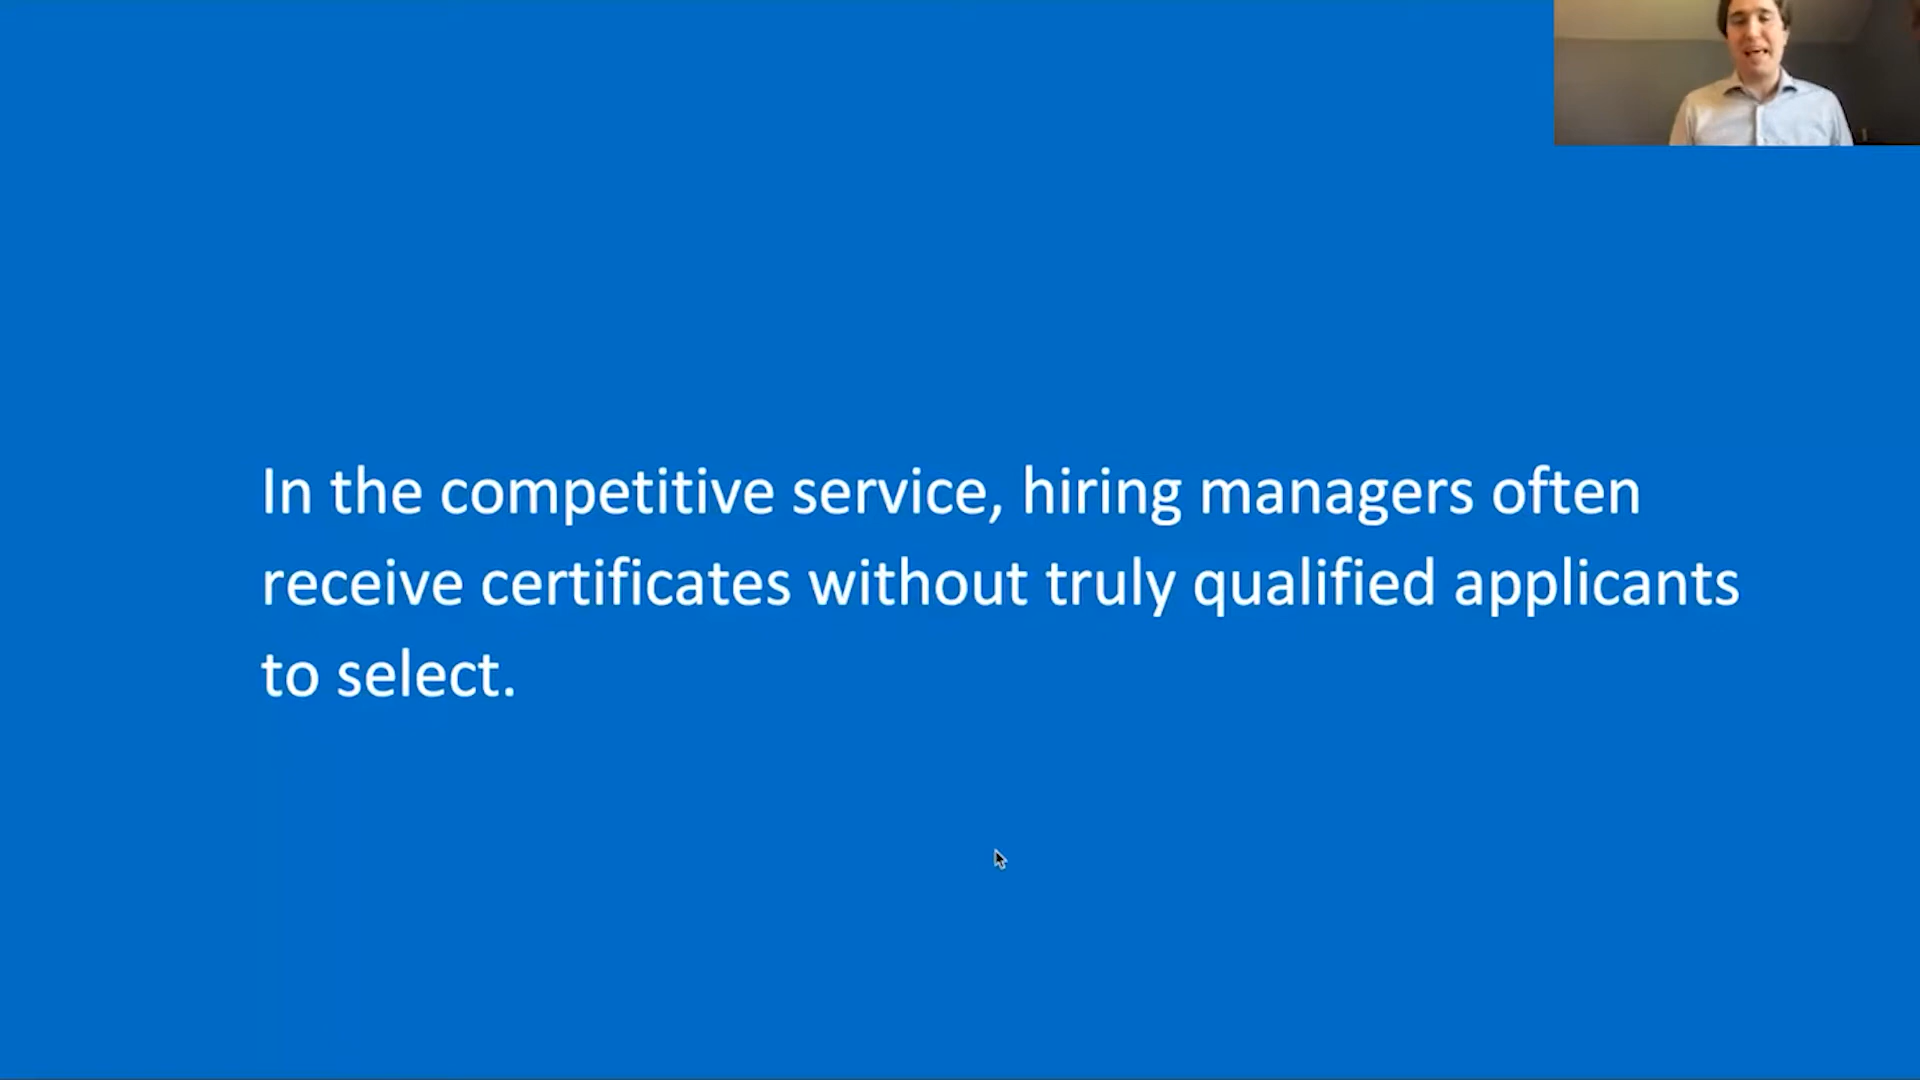 In the competitive service, hiring managers often
receive certificates without truly qualified applicants
to select.